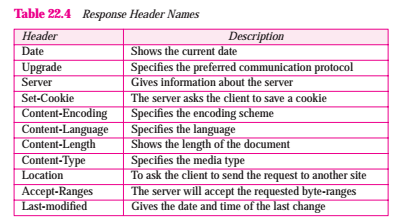 Table 22.4 Response Header Names
Header Description
Date Shows the current date
Upgrade Specifies the preferred communication protocol
Server Gives information about the server
Set-Cookie The server asks the client to save a cookie
Content-Encoding Specifies the encoding scheme
Content-Language Specifies the language
Content-Length Shows the length of the document
Content-Type Specifies the media type
Location To ask the client to send the request to another site
Accept-Ranges The server will accept the requested byte-ranges
Last-modified Gives the date and time of the last change